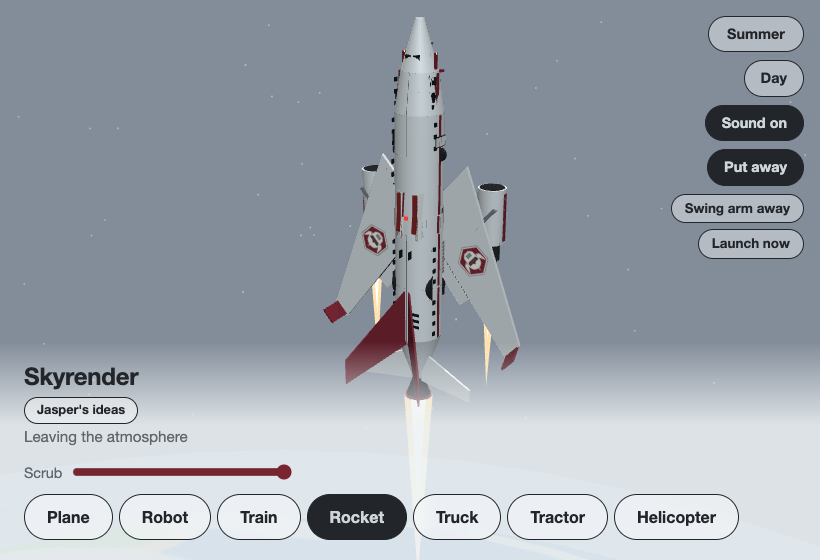 Summer
Day
Sound on
Put away
Swing arm away
Launch now
Skyrender
Jasper's ideas
Leaving the atmosphere
Scrub
Plane Robot Train Rocket Truck Tractor Helicopter